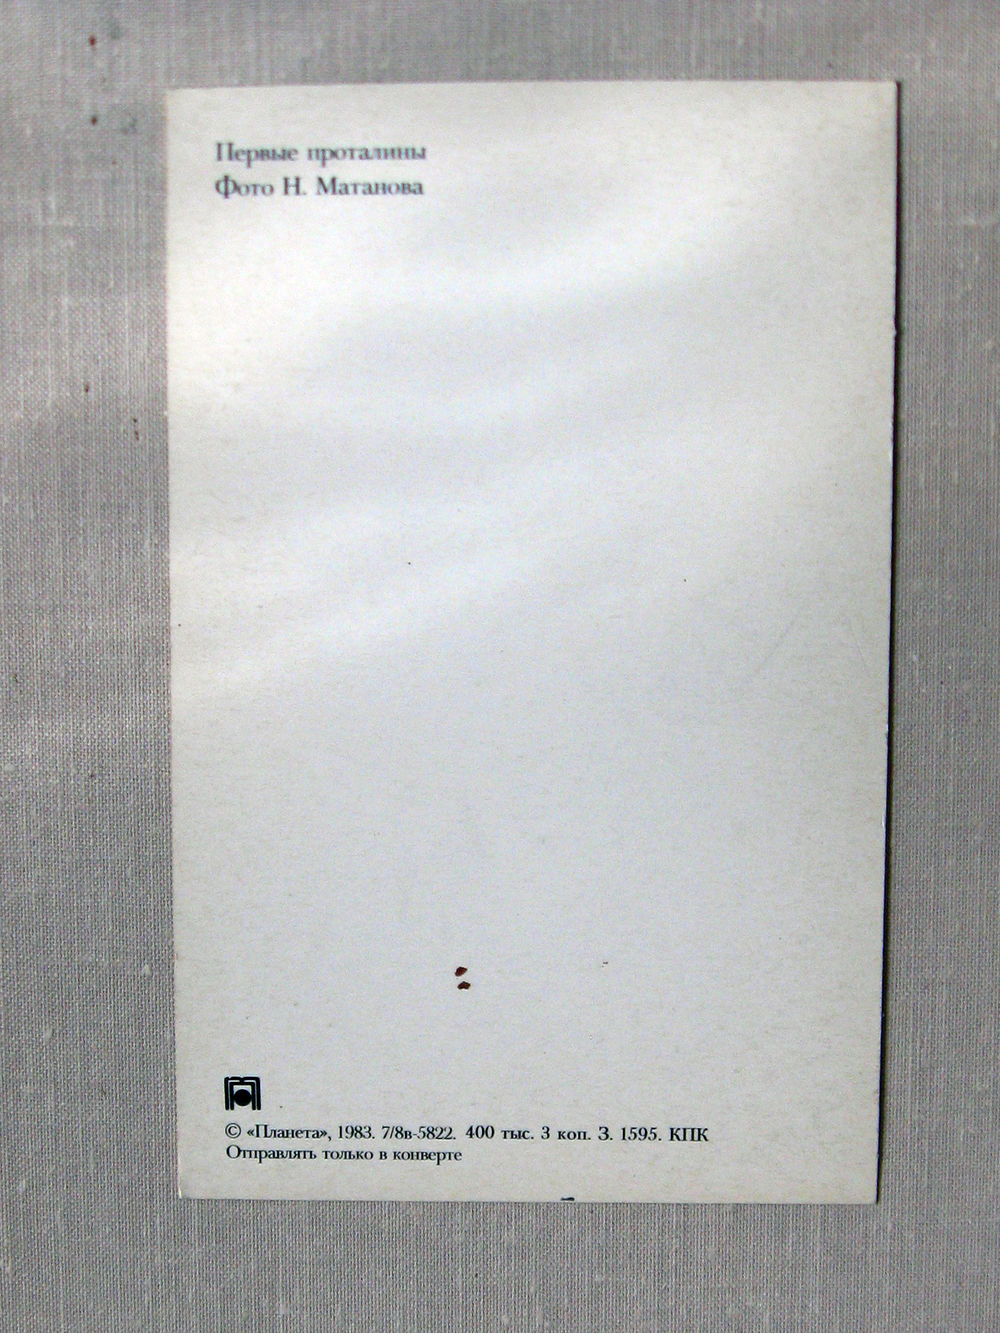 Первые проталины
Фото Н. Матанова
© «Планета», 1983. 7/8в-5822. 400 тыс. 3 коп. З. 1595. КПК
Отправлять только в конверте